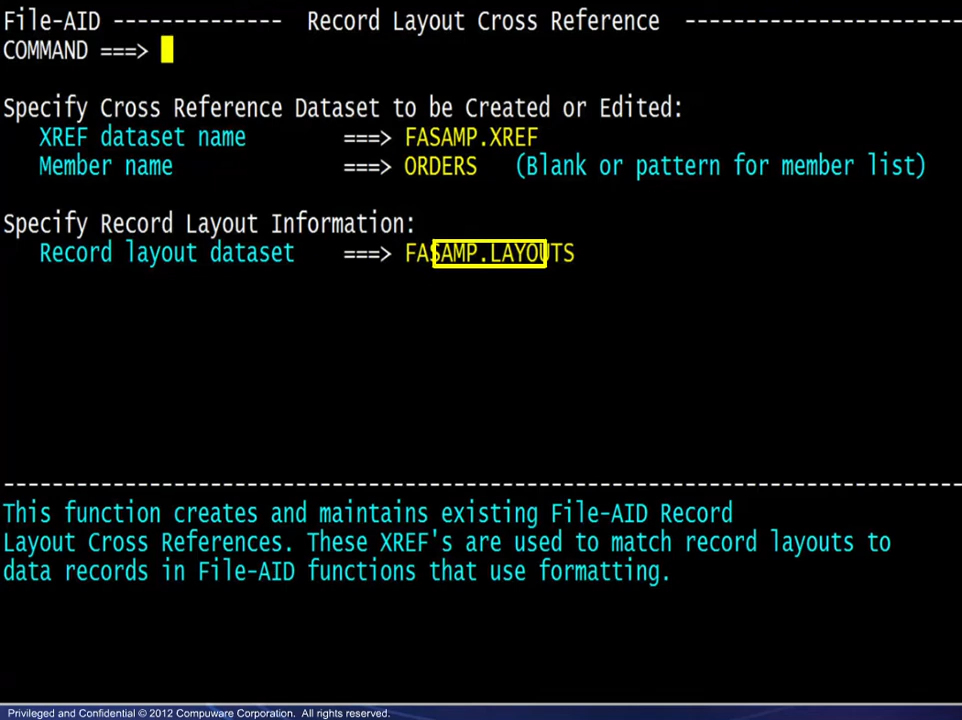 File-AID -------------- Record Layout Cross Reference -----------------------
COMMAND ===>
Specify Cross Reference Dataset to be Created or Edited:
XREF dataset name ===> FASAMP.XREF
Member name ===> ORDERS (Blank or pattern for member list)
Specify Record Layout Information:
Record layout dataset ===> FASAMP.LAYOUTS
-------------------------------------------------------------------------------
This function creates and maintains existing File-AID Record
Layout Cross References. These XREF's are used to match record layouts to
data records in File-AID functions that use formatting.
Privileged and Confidential © 2012 Compuware Corporation. All rights reserved.